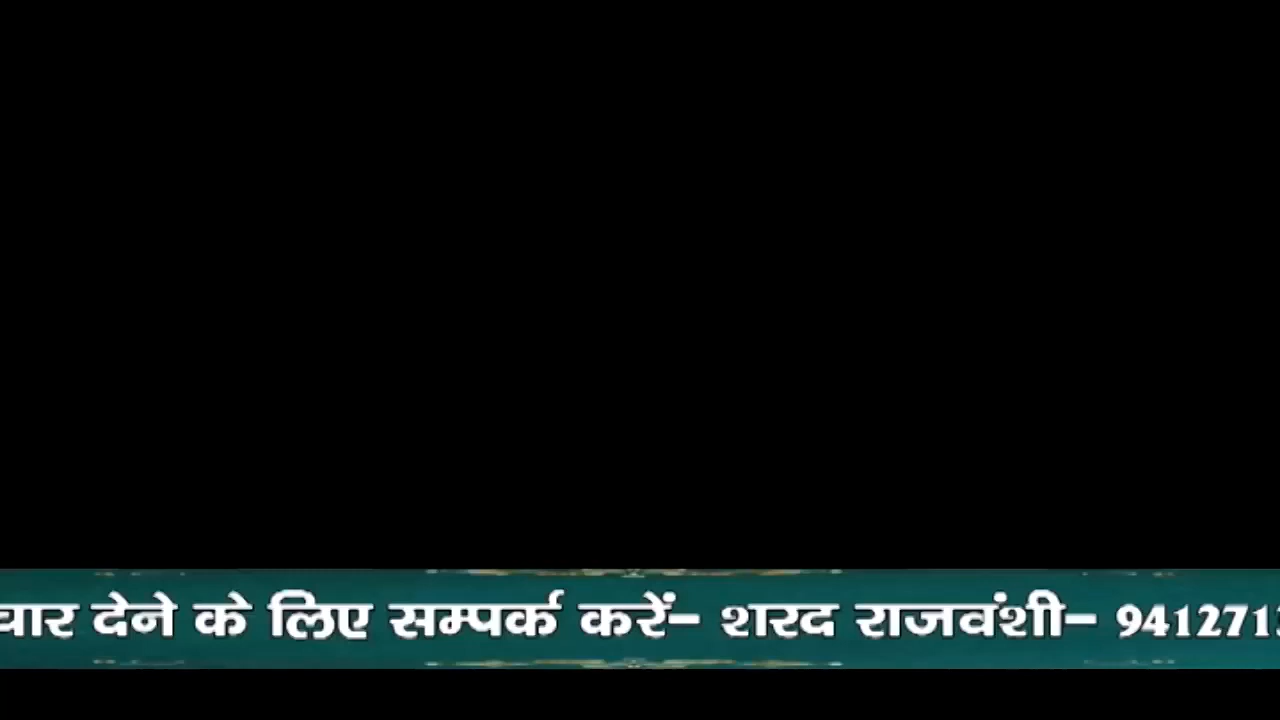 चार देने के लिए सम्पर्क करें- शरद राजवंशी- 941271